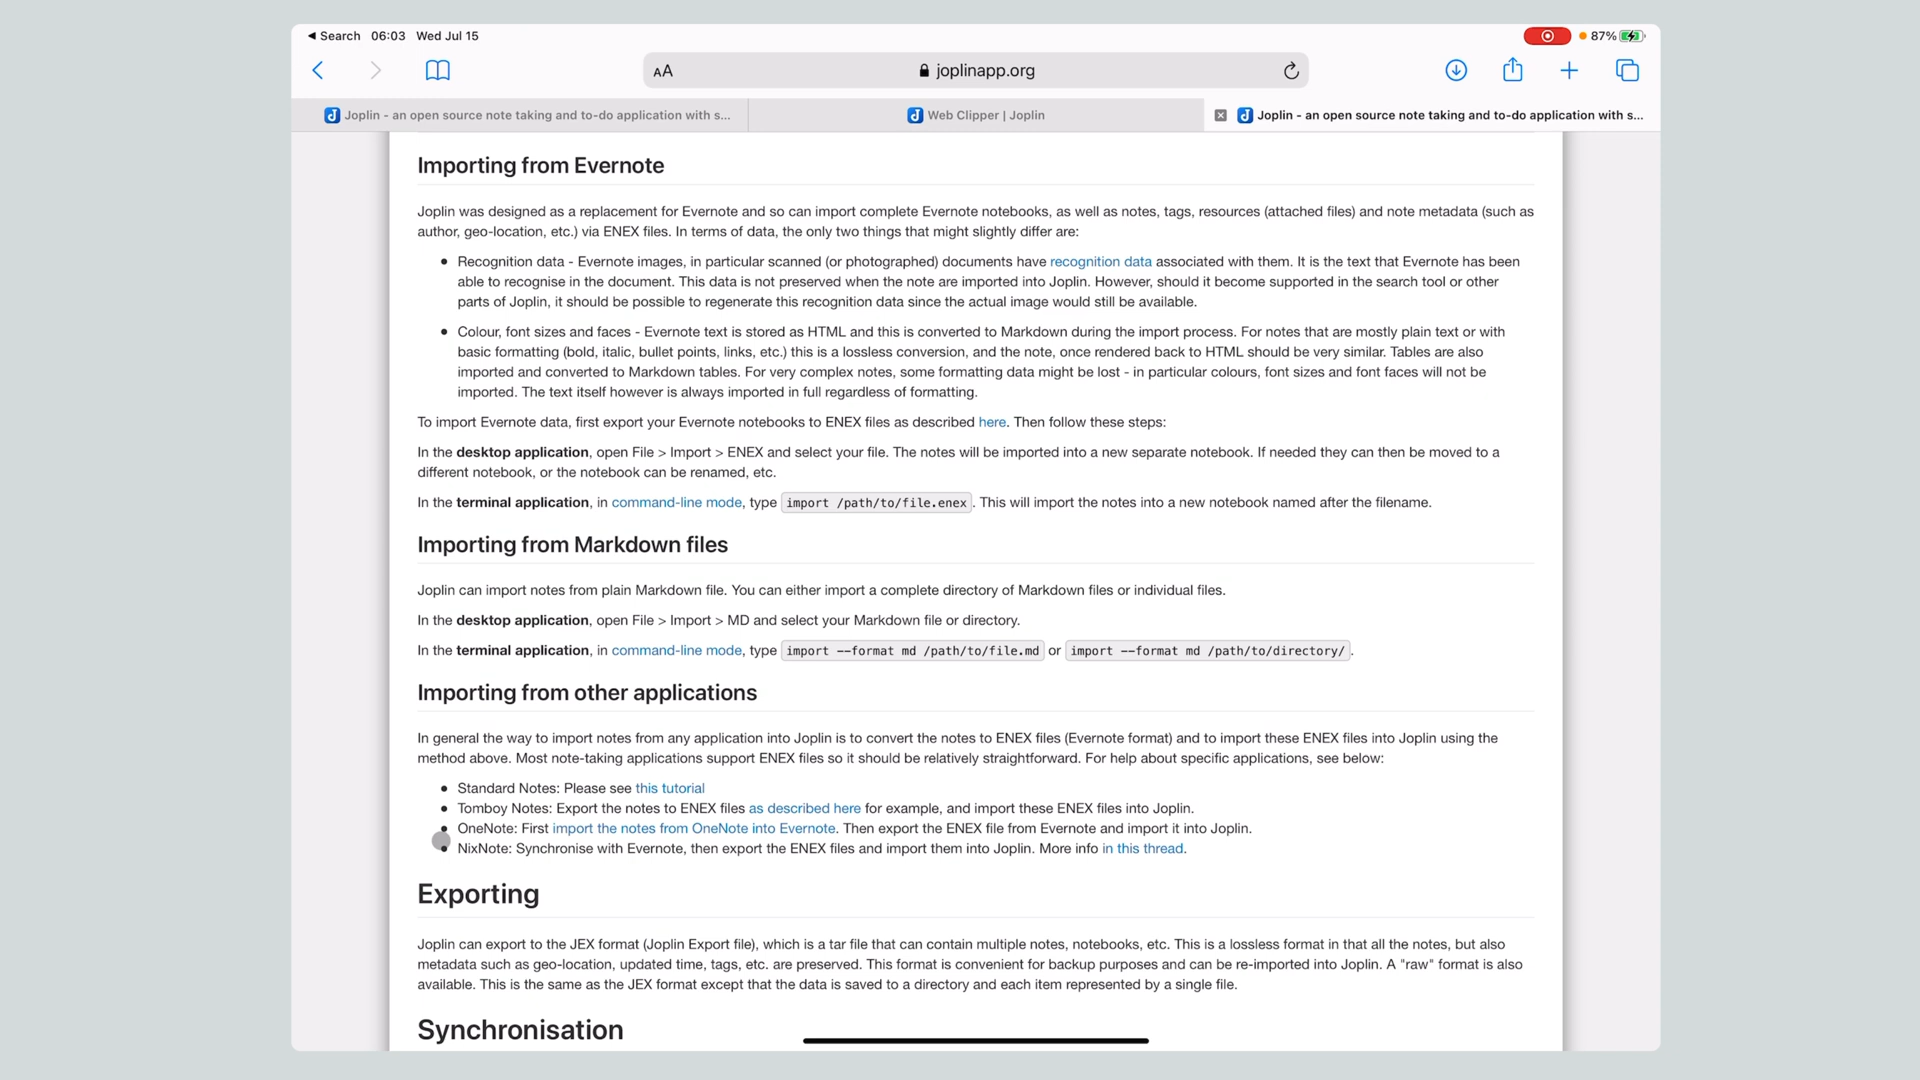 Search 06:03 Wed Jul 15
87%
AA joplinapp.org
Joplin - an open source note taking and to-do application with s...
Web Clipper | Joplin
Joplin - an open source note taking and to-do application with s...
Importing from Evernote
Joplin was designed as a replacement for Evernote and so can import complete Evernote notebooks, as well as notes, tags, resources (attached files) and note metadata (such as
author, geo-location, etc.) via ENEX files. In terms of data, the only two things that might slightly differ are:
• Recognition data - Evernote images, in particular scanned (or photographed) documents have recognition data associated with them. It is the text that Evernote has been
able to recognise in the document. This data is not preserved when the note are imported into Joplin. However, should it become supported in the search tool or other
parts of Joplin, it should be possible to regenerate this recognition data since the actual image would still be available.
• Colour, font sizes and faces - Evernote text is stored as HTML and this is converted to Markdown during the import process. For notes that are mostly plain text or with
basic formatting (bold, italic, bullet points, links, etc.) this is a lossless conversion, and the note, once rendered back to HTML should be very similar. Tables are also
imported and converted to Markdown tables. For very complex notes, some formatting data might be lost - in particular colours, font sizes and font faces will not be
imported. The text itself however is always imported in full regardless of formatting.
To import Evernote data, first export your Evernote notebooks to ENEX files as described here. Then follow these steps:
In the desktop application, open File > Import > ENEX and select your file. The notes will be imported into a new separate notebook. If needed they can then be moved to a
different notebook, or the notebook can be renamed, etc.
In the terminal application, in command-line mode, type import /path/to/file.enex. This will import the notes into a new notebook named after the filename.
Importing from Markdown files
Joplin can import notes from plain Markdown file. You can either import a complete directory of Markdown files or individual files.
In the desktop application, open File > Import > MD and select your Markdown file or directory.
In the terminal application, in command-line mode, type import --format md /path/to/file.md or import --format md /path/to/directory/.
Importing from other applications
In general the way to import notes from any application into Joplin is to convert the notes to ENEX files (Evernote format) and to import these ENEX files into Joplin using the
method above. Most note-taking applications support ENEX files so it should be relatively straightforward. For help about specific applications, see below:
• Standard Notes: Please see this tutorial
• Tomboy Notes: Export the notes to ENEX files as described here for example, and import these ENEX files into Joplin.
• OneNote: First import the notes from OneNote into Evernote. Then export the ENEX file from Evernote and import it into Joplin.
• NixNote: Synchronise with Evernote, then export the ENEX files and import them into Joplin. More info in this thread.
Exporting
Joplin can export to the JEX format (Joplin Export file), which is a tar file that can contain multiple notes, notebooks, etc. This is a lossless format in that all the notes, but also
metadata such as geo-location, updated time, tags, etc. are preserved. This format is convenient for backup purposes and can be re-imported into Joplin. A "raw" format is also
available. This is the same as the JEX format except that the data is saved to a directory and each item represented by a single file.
Synchronisation